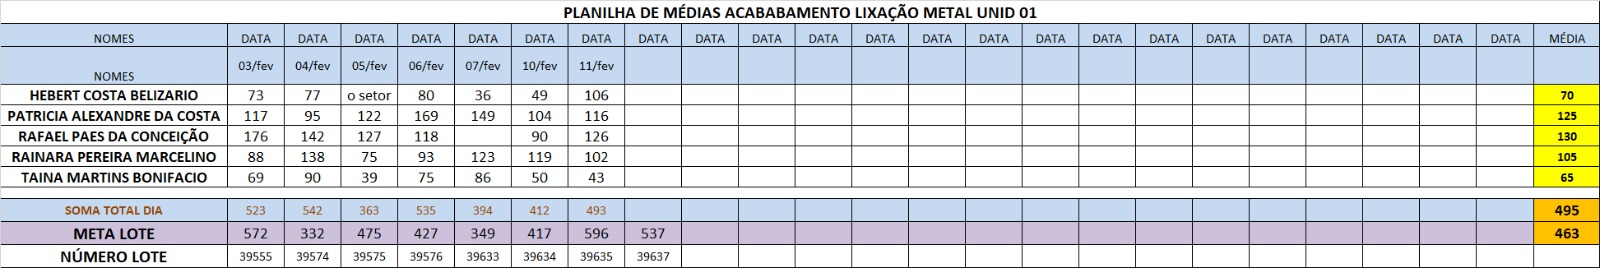 PLANILHA DE MÉDIAS ACABABAMENTO LIXAÇÃO METAL UNID 01
NOMES DATA DATA DATA DATA DATA DATA DATA DATA DATA DATA DATA DATA DATA DATA DATA DATA DATA DATA DATA DATA DATA DATA DATA MÉDIA
NOMES 03/fev 04/fev 05/fev 06/fev 07/fev 10/fev 11/fev
HEBERT COSTA BELIZARIO 73 77 o setor 80 36 49 106 70
PATRICIA ALEXANDRE DA COSTA 117 95 122 169 149 104 116 125
RAFAEL PAES DA CONCEIÇÃO 176 142 127 118 90 126 130
RAINARA PEREIRA MARCELINO 88 138 75 93 123 119 102 105
TAINA MARTINS BONIFACIO 69 90 39 75 86 50 43 65
SOMA TOTAL DIA 523 542 363 535 394 412 493 495
META LOTE 572 332 475 427 349 417 596 537 463
NÚMERO LOTE 39555 39574 39575 39576 39633 39634 39635 39637